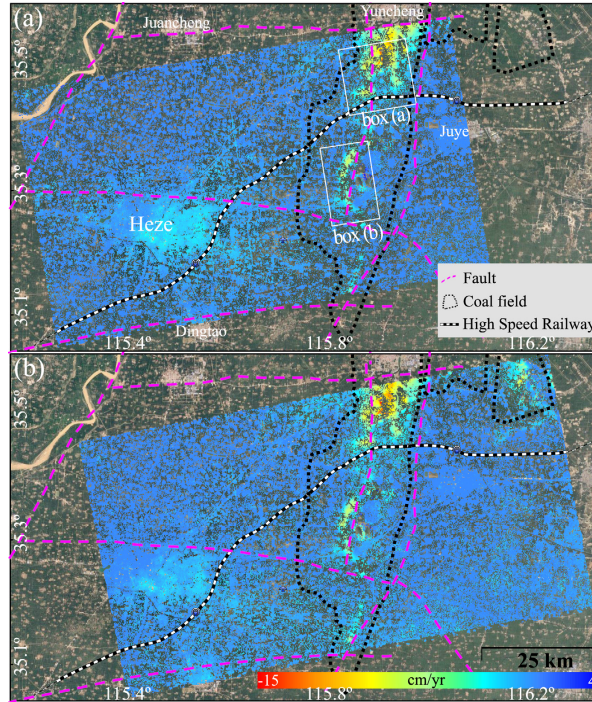 (a)
Juancheng
Yuncheng
35.5°
box (a)
Juye
35.3°
Heze
box (b)
Fault
Coal field
High Speed Railway
35.1°
Dingtao
115.4°
115.8°
116.2°
(b)
35.5°
35.3°
35.1°
25 km
-15
cm/yr
4
115.4°
115.8°
116.2°